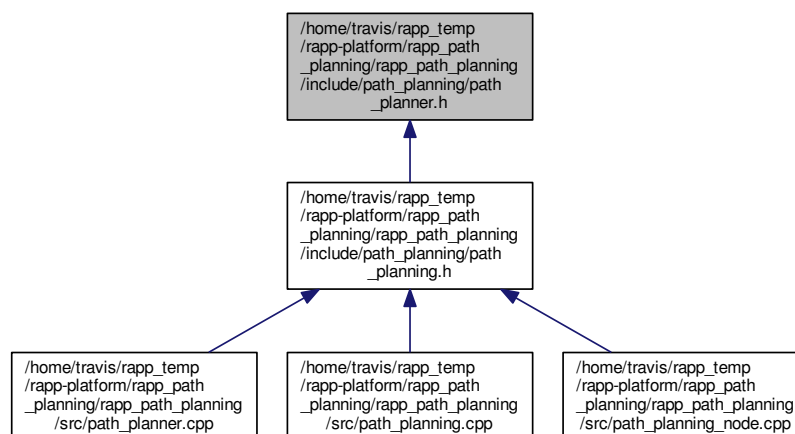 /home/travis/rapp_temp
/rapp-platform/rapp_path
_planning/rapp_path_planning
/include/path_planning/path
_planner.h
/home/travis/rapp_temp
/rapp-platform/rapp_path
_planning/rapp_path_planning
/include/path_planning/path
_planning.h
/home/travis/rapp_temp
/rapp-platform/rapp_path
_planning/rapp_path_planning
/src/path_planner.cpp
/home/travis/rapp_temp
/rapp-platform/rapp_path
_planning/rapp_path_planning
/src/path_planning.cpp
/home/travis/rapp_temp
/rapp-platform/rapp_path
_planning/rapp_path_planning
/src/path_planning_node.cpp